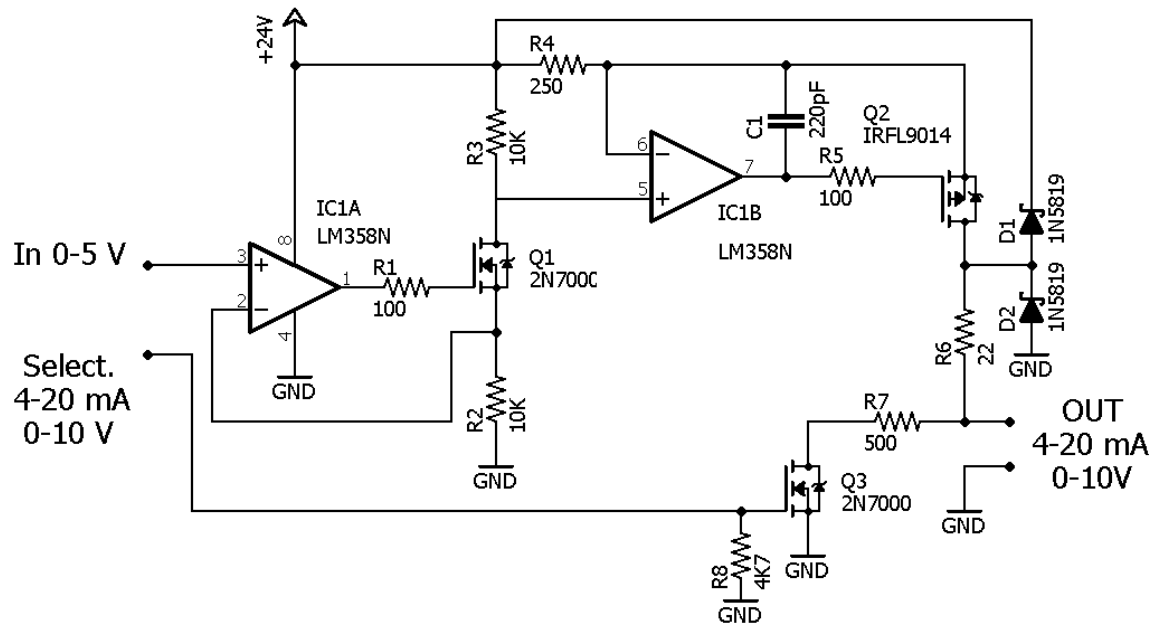 +24V
R4
250
R3
10K
6
5
7
C1
220pF
R5
100
Q2
IRFL9014
IC1B
LM358N
D1
1N5819
IC1A
LM358N
8
3
2
1
4
In 0-5 V
R1
100
Q1
2N7000
GND
Select.
4-20 mA
0-10 V
R2
10K
GND
R6
22
D2
1N5819
GND
R7
500
OUT
4-20 mA
0-10V
GND
Q3
2N7000
GND
R8
4K7
GND